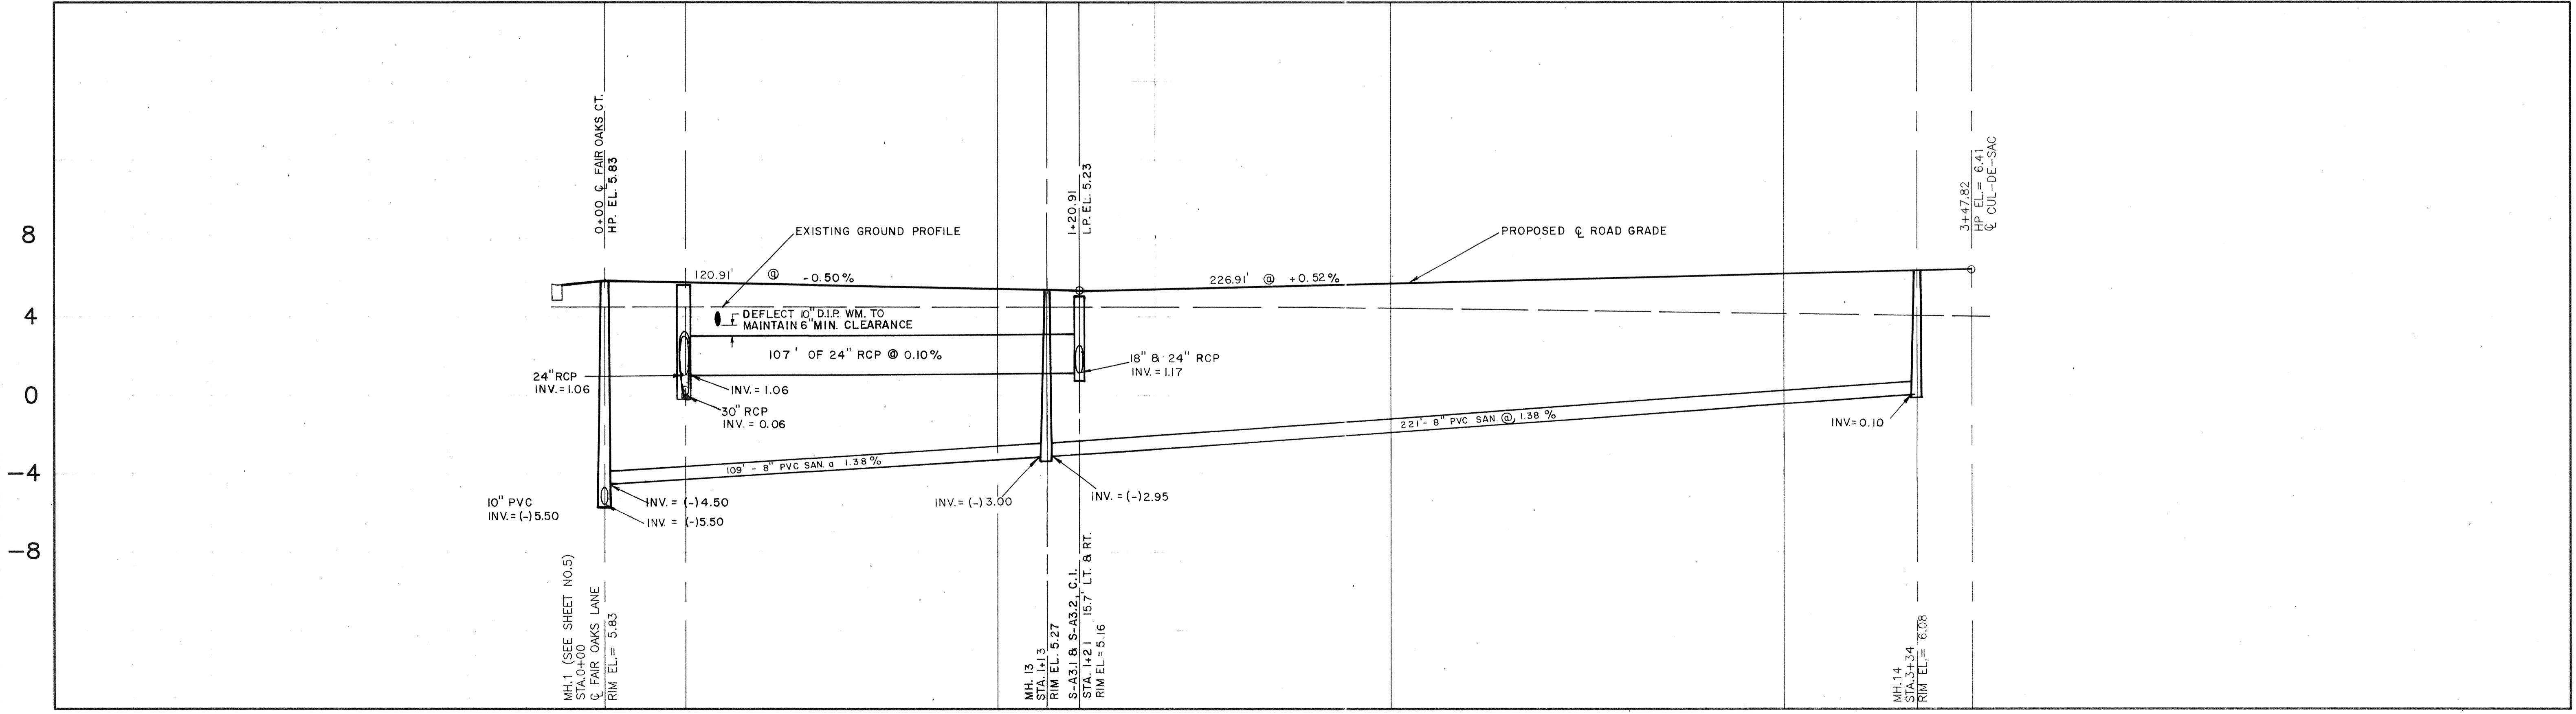 0+00 ℄ FAIR OAKS CT.
HP. EL. 5.83
1+20.91
L.P. EL. 5.23
3+47.82
HP EL.= 6.41
℄ CUL-DE-SAC
8
4
0
-4
-8
EXISTING GROUND PROFILE
PROPOSED ℄ ROAD GRADE
120.91' @ -0.50%
226.91' @ +0.52%
DEFLECT 10" D.I.P. WM. TO
MAINTAIN 6" MIN. CLEARANCE
107' OF 24" RCP @ 0.10%
18" & 24" RCP
INV. = 1.17
24" RCP
INV. = 1.06
INV. = 1.06
30" RCP
INV. = 0.06
INV.= 0.10
221'- 8" PVC SAN. @ 1.38 %
109' - 8" PVC SAN. a 1.38%
10" PVC
INV. = (-)5.50
INV. = (-)4.50
INV. = (-)5.50
INV. = (-)3.00
INV. = (-)2.95
MH.1 (SEE SHEET NO.5)
STA.0+00
℄ FAIR OAKS LANE
RIM EL.= 5.83
MH. 13
STA. 1+13
RIM EL. 5.27
S-A3.1 & S-A3.2, C.I.
STA. 1+21 15.7' LT. & RT.
RIM EL.= 5.16
MH.14
STA.3+34
RIM EL.= 6.08